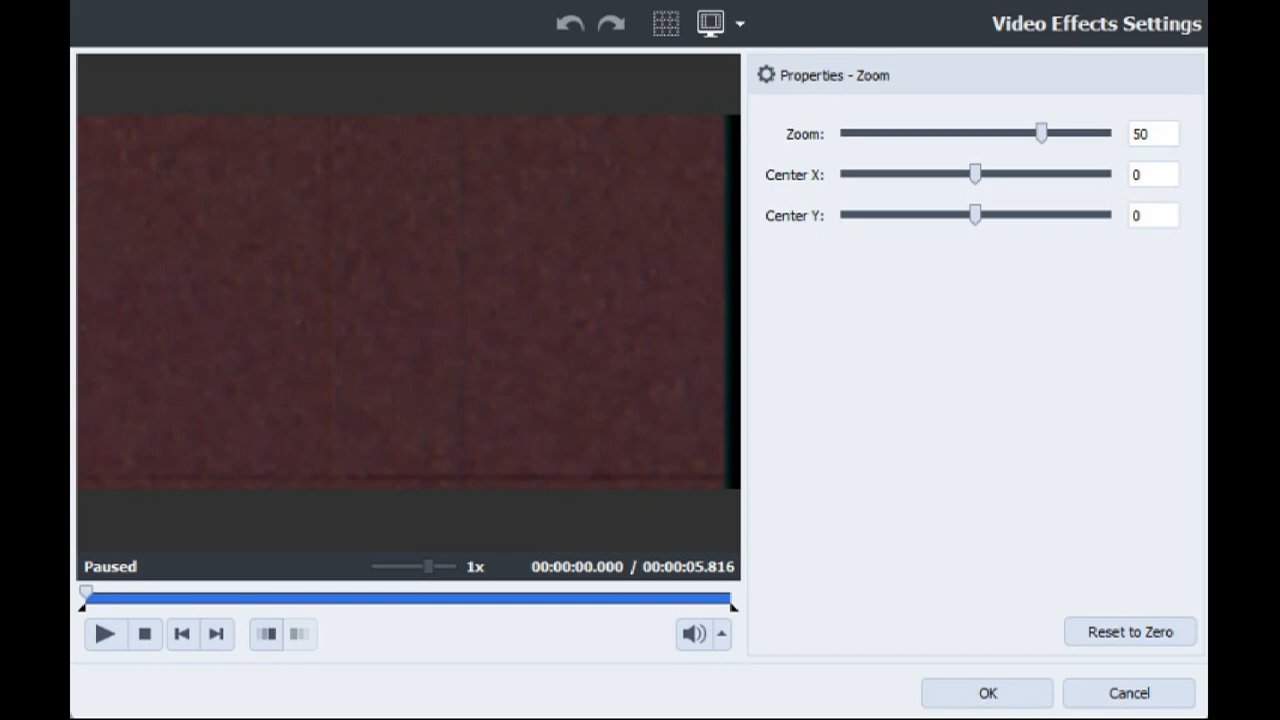 Video Effects Settings
Properties - Zoom
Zoom: 50
Center X: 0
Center Y: 0
Paused 1x 00:00:00.000 / 00:00:05.816
Reset to Zero
OK Cancel